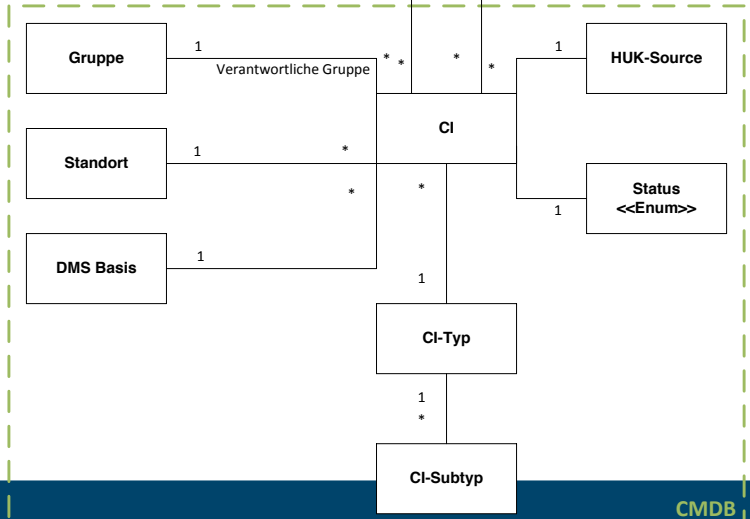 Gruppe
1
Verantwortliche Gruppe
*
*
*
*
1
HUK-Source
CI
Standort
1
*
*
*
Status
<<Enum>>
1
DMS Basis
1
1
CI-Typ
1
*
CI-Subtyp
CMDB